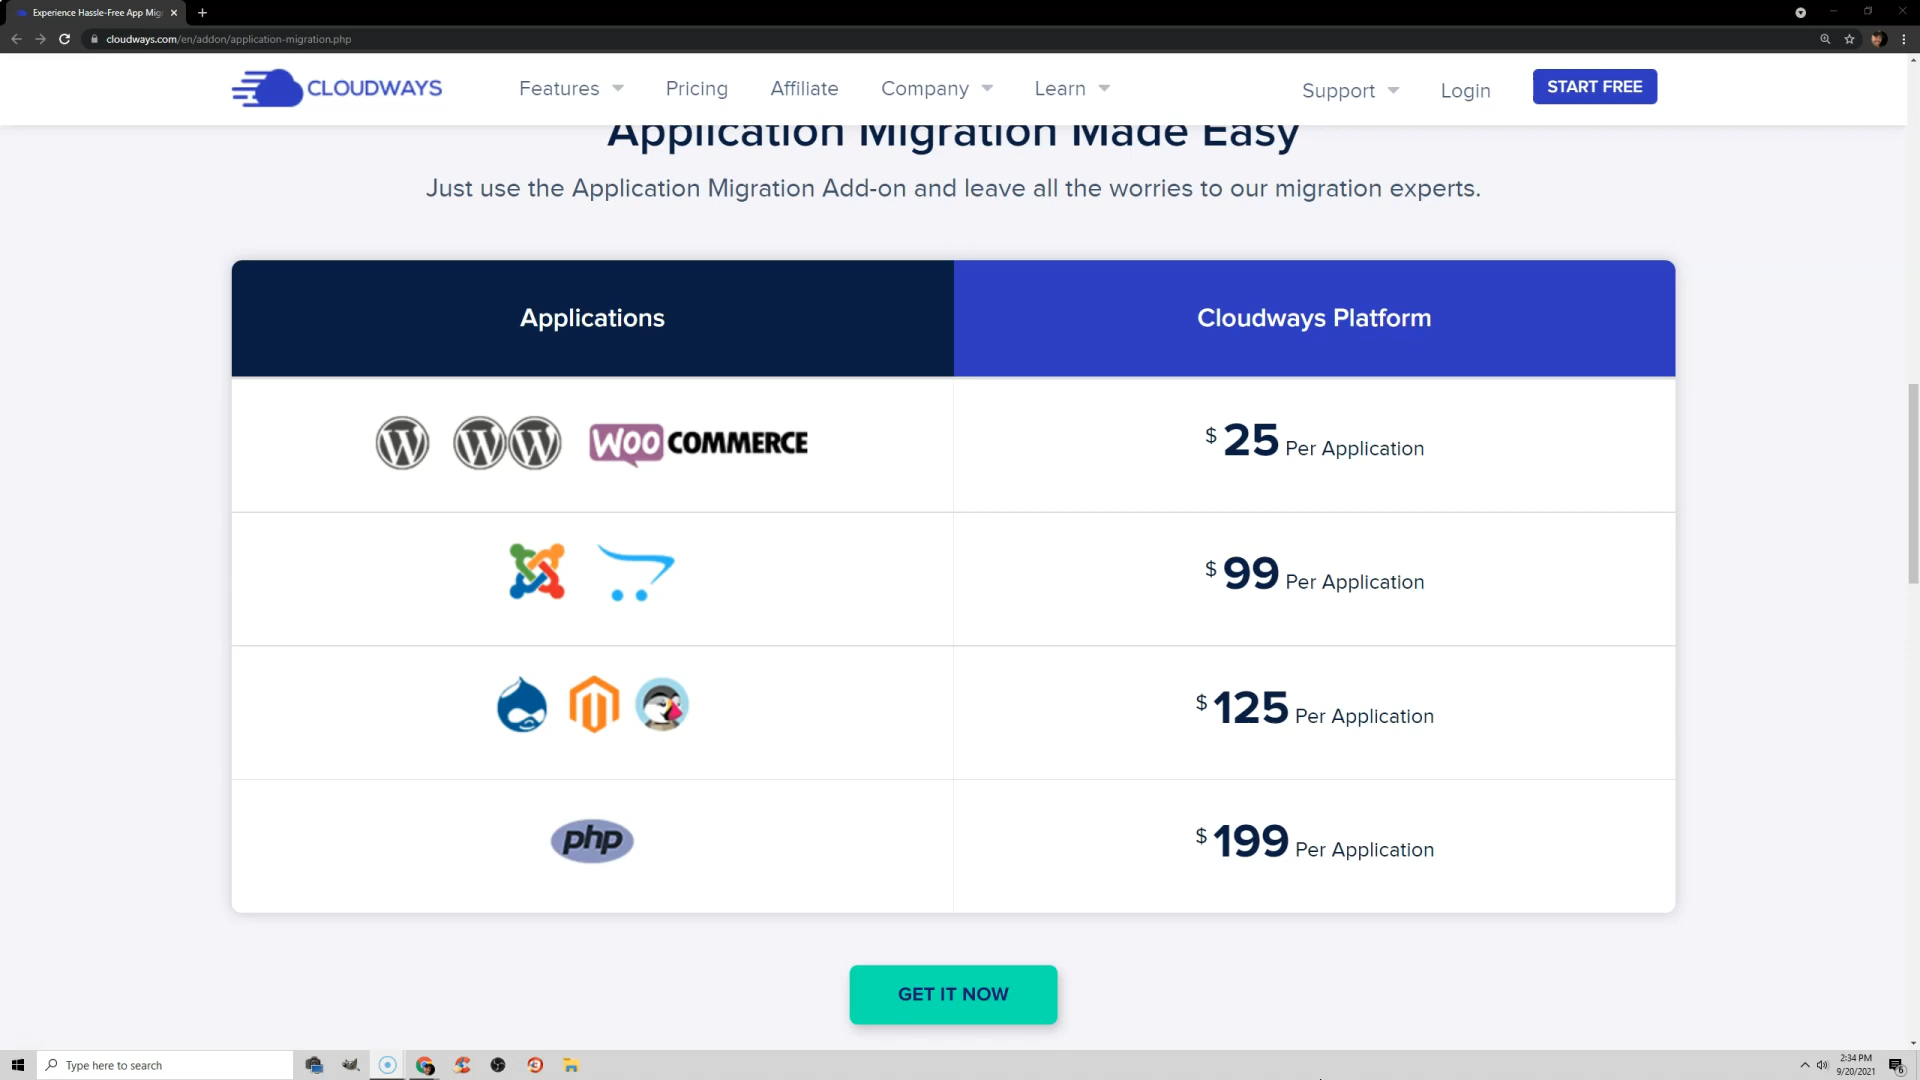 Experience Hassle-Free App Mig
cloudways.com/en/addon/application-migration.php
CLOUDWAYS
Features
Pricing
Affiliate
Company
Learn
Support
Login
START FREE
Application Migration Made Easy
Just use the Application Migration Add-on and leave all the worries to our migration experts.
Applications
Cloudways Platform
W
W W
WOO COMMERCE
$ 25 Per Application
$ 99 Per Application
$ 125 Per Application
php
$ 199 Per Application
GET IT NOW
Type here to search
2:34 PM
9/20/2021
6